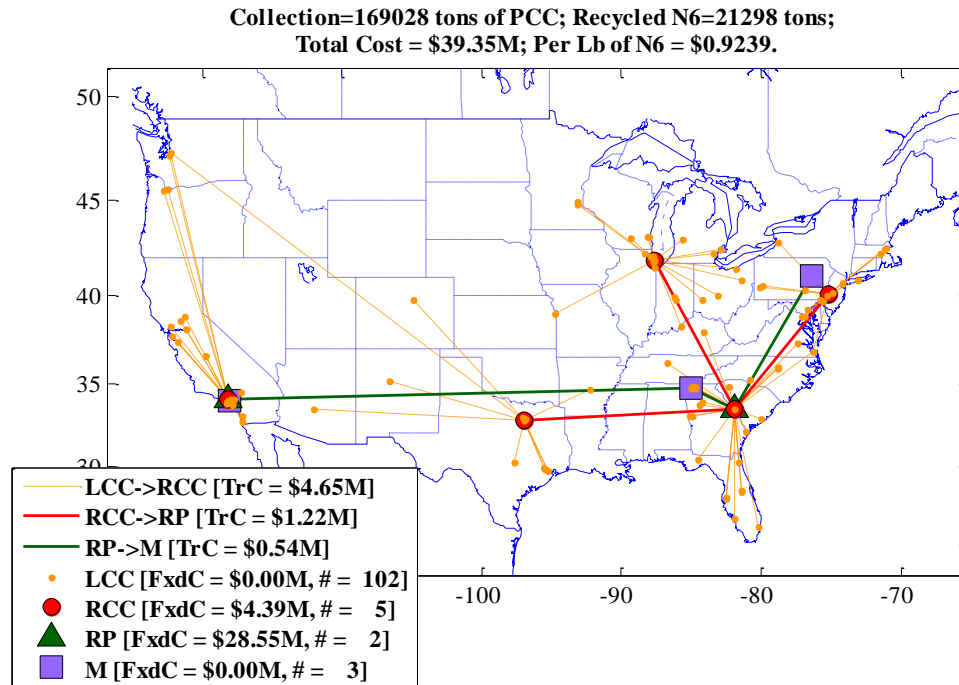 Collection=169028 tons of PCC; Recycled N6=21298 tons;
Total Cost = $39.35M; Per Lb of N6 = $0.9239.
50
45
40
35
LCC->RCC [TrC = $4.65M]
RCC->RP [TrC = $1.22M]
RP->M [TrC = $0.54M]
LCC [FxdC = $0.00M, # = 102]
RCC [FxdC = $4.39M, # = 5]
RP [FxdC = $28.55M, # = 2]
M [FxdC = $0.00M, # = 3]
-100 -90 -80 -70